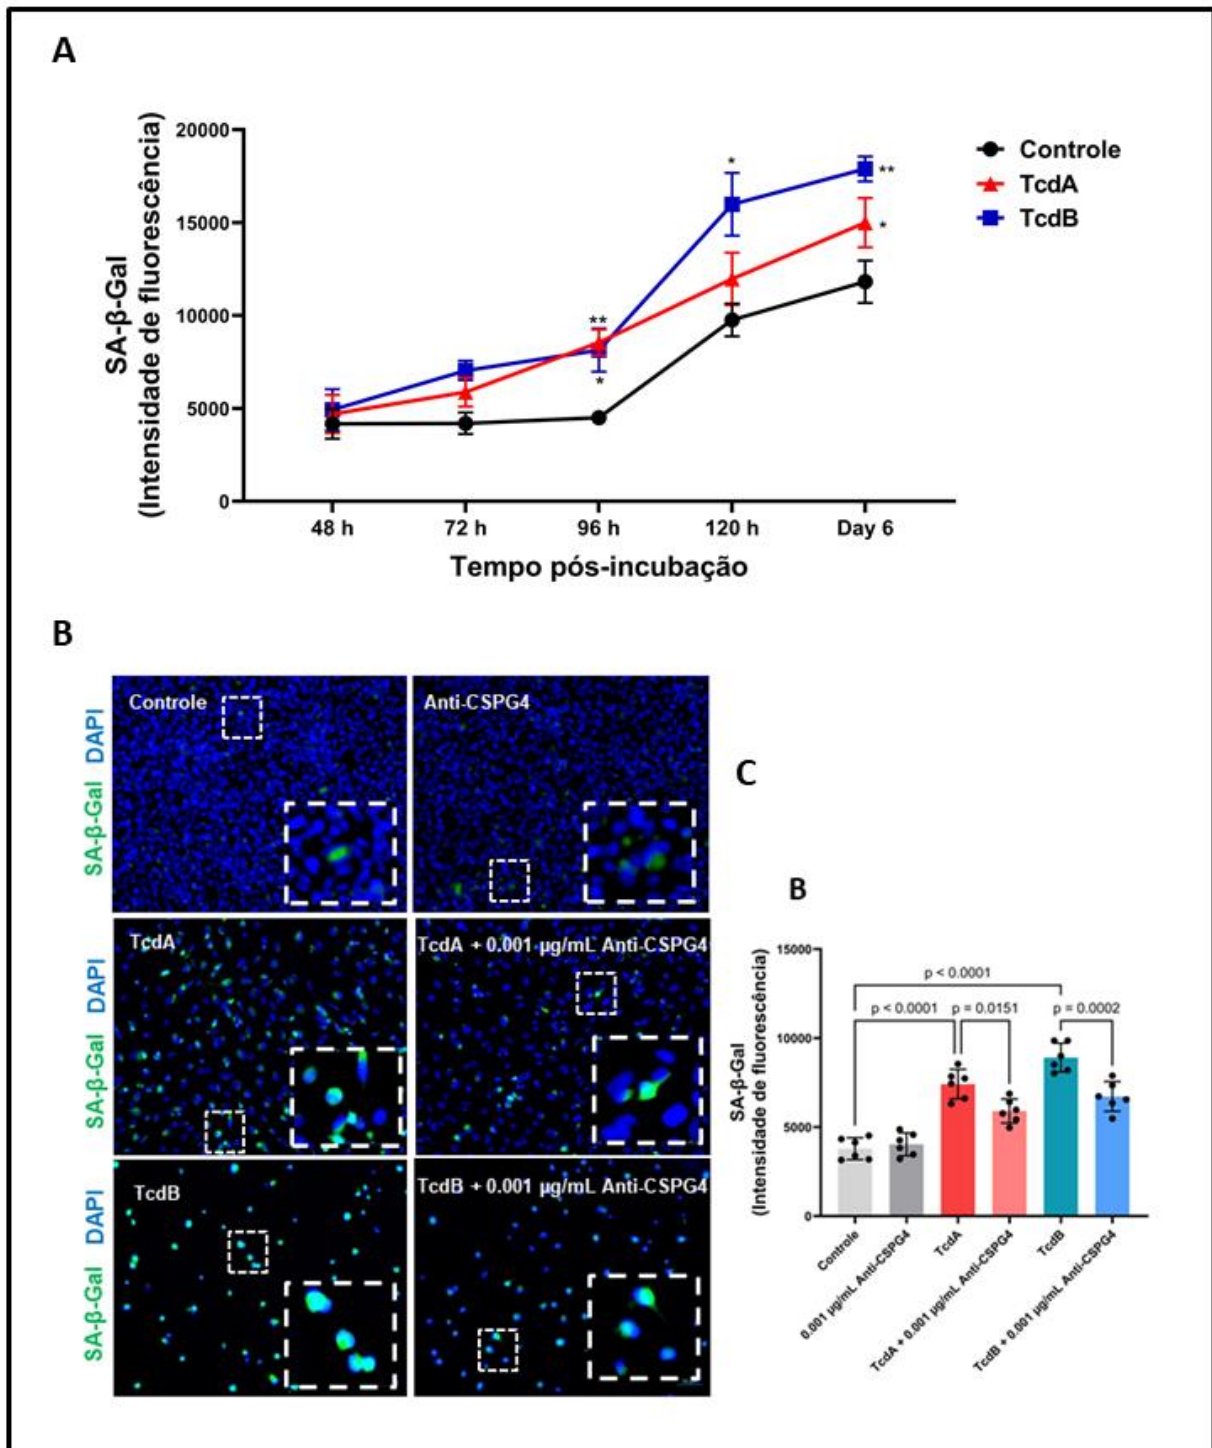 A
SA-β-Gal
(Intensidade de fluorescência)
20000
15000
10000
5000
0
*
**
*
**
*
Controle
TcdA
TcdB
48 h
72 h
96 h
120 h
Day 6
Tempo pós-incubação
B
SA-β-Gal DAPI
Controle
Anti-CSPG4
SA-β-Gal DAPI
TcdA
TcdA + 0.001 µg/mL Anti-CSPG4
SA-β-Gal DAPI
TcdB
TcdB + 0.001 µg/mL Anti-CSPG4
C
B
SA-β-Gal
(Intensidade de fluorescência)
15000
10000
5000
0
p < 0.0001
p < 0.0001
p = 0.0151
p = 0.0002
Controle
0.001 µg/mL Anti-CSPG4
TcdA
TcdA + 0.001 µg/mL Anti-CSPG4
TcdB
TcdB + 0.001 µg/mL Anti-CSPG4